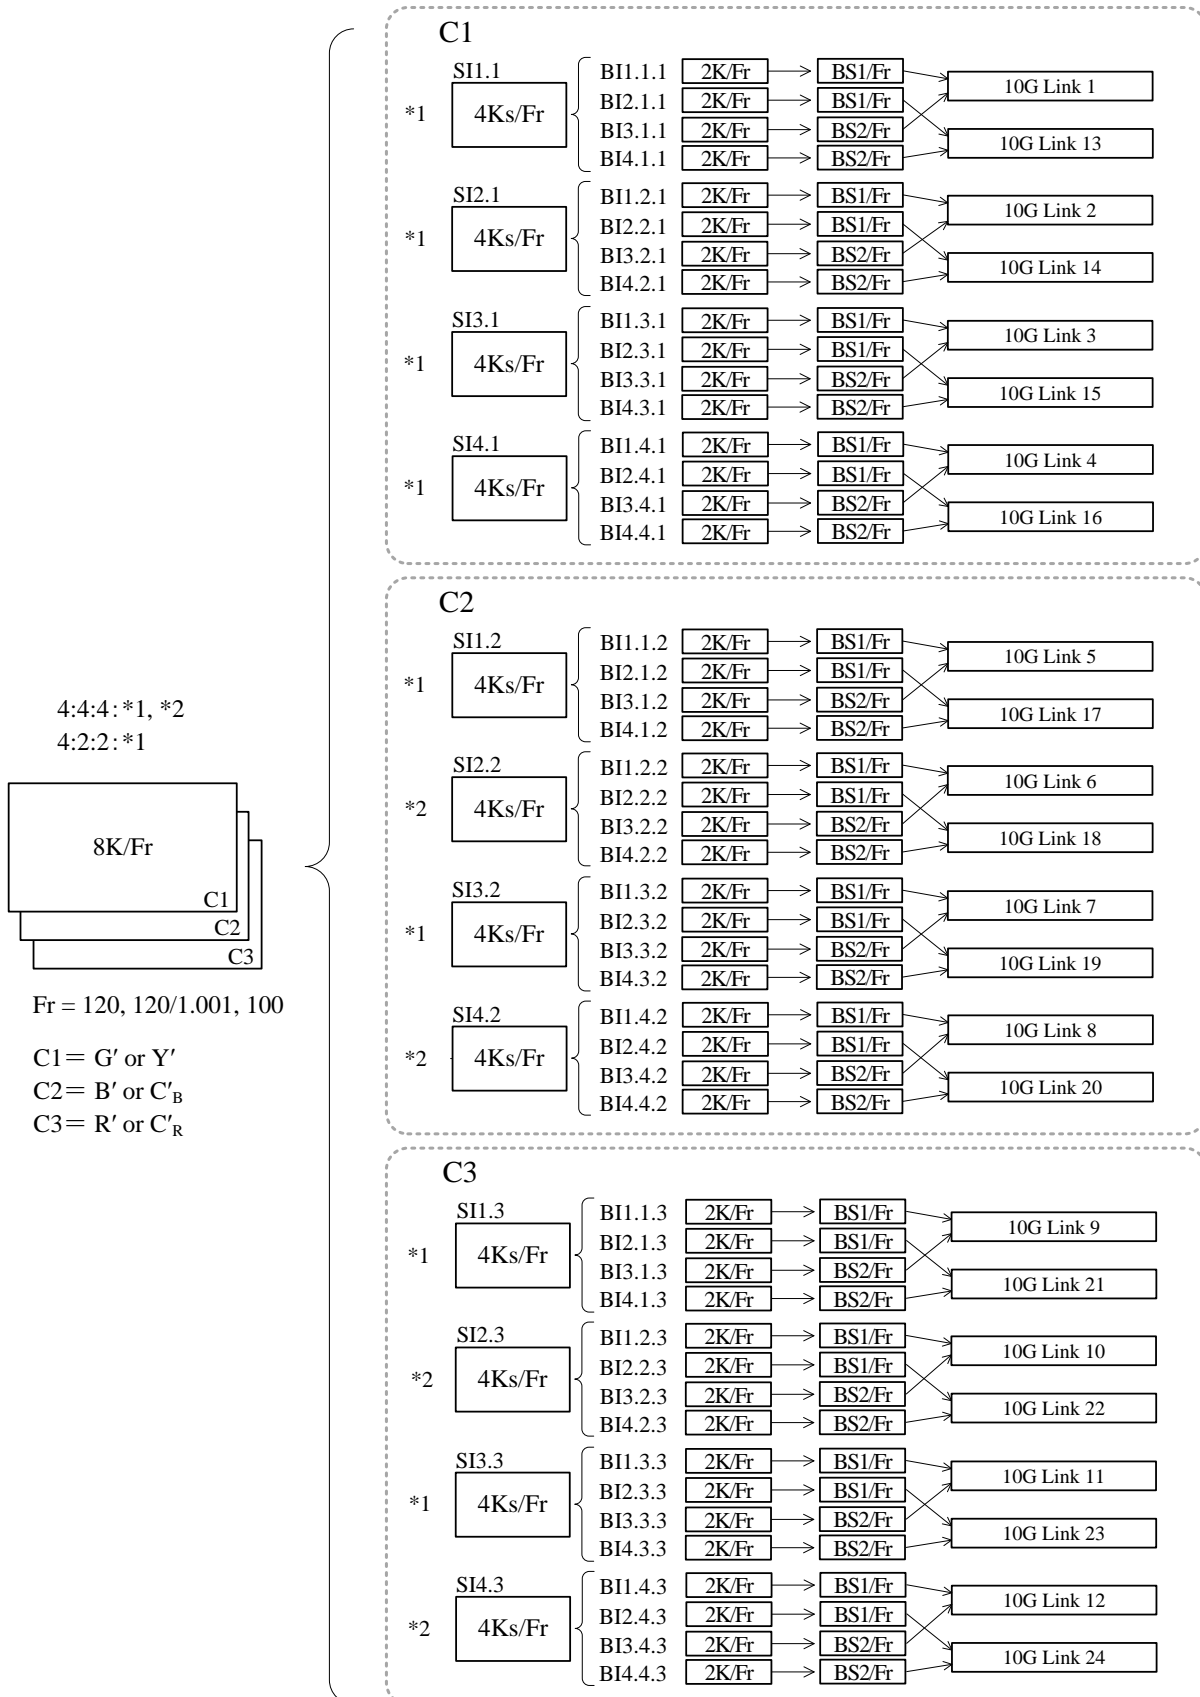 4:4:4:*1, *2
4:2:2:*1
8K/Fr
C1
C2
C3
Fr = 120, 120/1.001, 100
C1＝ G′ or Y′
C2＝ B′ or C′B
C3＝ R′ or C′R
C1
SI1.1
*1
4Ks/Fr
BI1.1.1 2K/Fr BS1/Fr
BI2.1.1 2K/Fr BS1/Fr
BI3.1.1 2K/Fr BS2/Fr
BI4.1.1 2K/Fr BS2/Fr
10G Link 1
10G Link 13
SI2.1
*1
4Ks/Fr
BI1.2.1 2K/Fr BS1/Fr
BI2.2.1 2K/Fr BS1/Fr
BI3.2.1 2K/Fr BS2/Fr
BI4.2.1 2K/Fr BS2/Fr
10G Link 2
10G Link 14
SI3.1
*1
4Ks/Fr
BI1.3.1 2K/Fr BS1/Fr
BI2.3.1 2K/Fr BS1/Fr
BI3.3.1 2K/Fr BS2/Fr
BI4.3.1 2K/Fr BS2/Fr
10G Link 3
10G Link 15
SI4.1
*1
4Ks/Fr
BI1.4.1 2K/Fr BS1/Fr
BI2.4.1 2K/Fr BS1/Fr
BI3.4.1 2K/Fr BS2/Fr
BI4.4.1 2K/Fr BS2/Fr
10G Link 4
10G Link 16
C2
SI1.2
*1
4Ks/Fr
BI1.1.2 2K/Fr BS1/Fr
BI2.1.2 2K/Fr BS1/Fr
BI3.1.2 2K/Fr BS2/Fr
BI4.1.2 2K/Fr BS2/Fr
10G Link 5
10G Link 17
SI2.2
*2
4Ks/Fr
BI1.2.2 2K/Fr BS1/Fr
BI2.2.2 2K/Fr BS1/Fr
BI3.2.2 2K/Fr BS2/Fr
BI4.2.2 2K/Fr BS2/Fr
10G Link 6
10G Link 18
SI3.2
*1
4Ks/Fr
BI1.3.2 2K/Fr BS1/Fr
BI2.3.2 2K/Fr BS1/Fr
BI3.3.2 2K/Fr BS2/Fr
BI4.3.2 2K/Fr BS2/Fr
10G Link 7
10G Link 19
SI4.2
*2
4Ks/Fr
BI1.4.2 2K/Fr BS1/Fr
BI2.4.2 2K/Fr BS1/Fr
BI3.4.2 2K/Fr BS2/Fr
BI4.4.2 2K/Fr BS2/Fr
10G Link 8
10G Link 20
C3
SI1.3
*1
4Ks/Fr
BI1.1.3 2K/Fr BS1/Fr
BI2.1.3 2K/Fr BS1/Fr
BI3.1.3 2K/Fr BS2/Fr
BI4.1.3 2K/Fr BS2/Fr
10G Link 9
10G Link 21
SI2.3
*2
4Ks/Fr
BI1.2.3 2K/Fr BS1/Fr
BI2.2.3 2K/Fr BS1/Fr
BI3.2.3 2K/Fr BS2/Fr
BI4.2.3 2K/Fr BS2/Fr
10G Link 10
10G Link 22
SI3.3
*1
4Ks/Fr
BI1.3.3 2K/Fr BS1/Fr
BI2.3.3 2K/Fr BS1/Fr
BI3.3.3 2K/Fr BS2/Fr
BI4.3.3 2K/Fr BS2/Fr
10G Link 11
10G Link 23
SI4.3
*2
4Ks/Fr
BI1.4.3 2K/Fr BS1/Fr
BI2.4.3 2K/Fr BS1/Fr
BI3.4.3 2K/Fr BS2/Fr
BI4.4.3 2K/Fr BS2/Fr
10G Link 12
10G Link 24